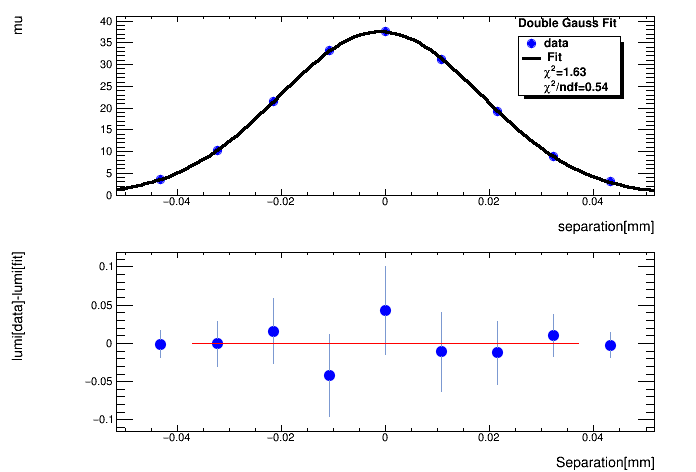 Double Gauss Fit
mu
data
Fit
χ²=1.63
χ²/ndf=0.54
40
35
30
25
20
15
10
5
0
−0.04
−0.02
0
0.02
0.04
separation[mm]
lumi[data]-lumi[fit]
0.1
0.05
0
−0.05
−0.1
−0.04
−0.02
0
0.02
0.04
Separation[mm]